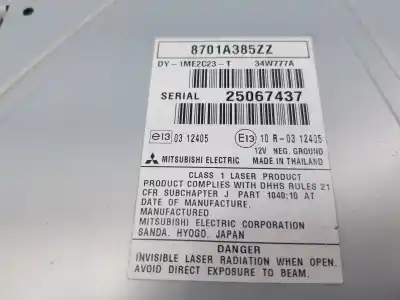 8701A385ZZ
DY-1ME2C23-T 34W777A
SERIAL 25067437
e13 03 12405 E13 10 R-03 12405
12V NEG. GROUND
MITSUBISHI ELECTRIC MADE IN THAILAND
CLASS 1 LASER PRODUCT
PRODUCT COMPLIES WITH DHHS RULES 21
CFR SUBCHAPTER J PART 1040:10 AT
DATE OF MANUFACTURE.
MANUFACTURED
MITSUBISHI ELECTRIC CORPORATION
SANDA, HYOGO, JAPAN
DANGER
INVISIBLE LASER RADIATION WHEN OPEN.
AVOID DIRECT EXPOSURE TO BEAM.